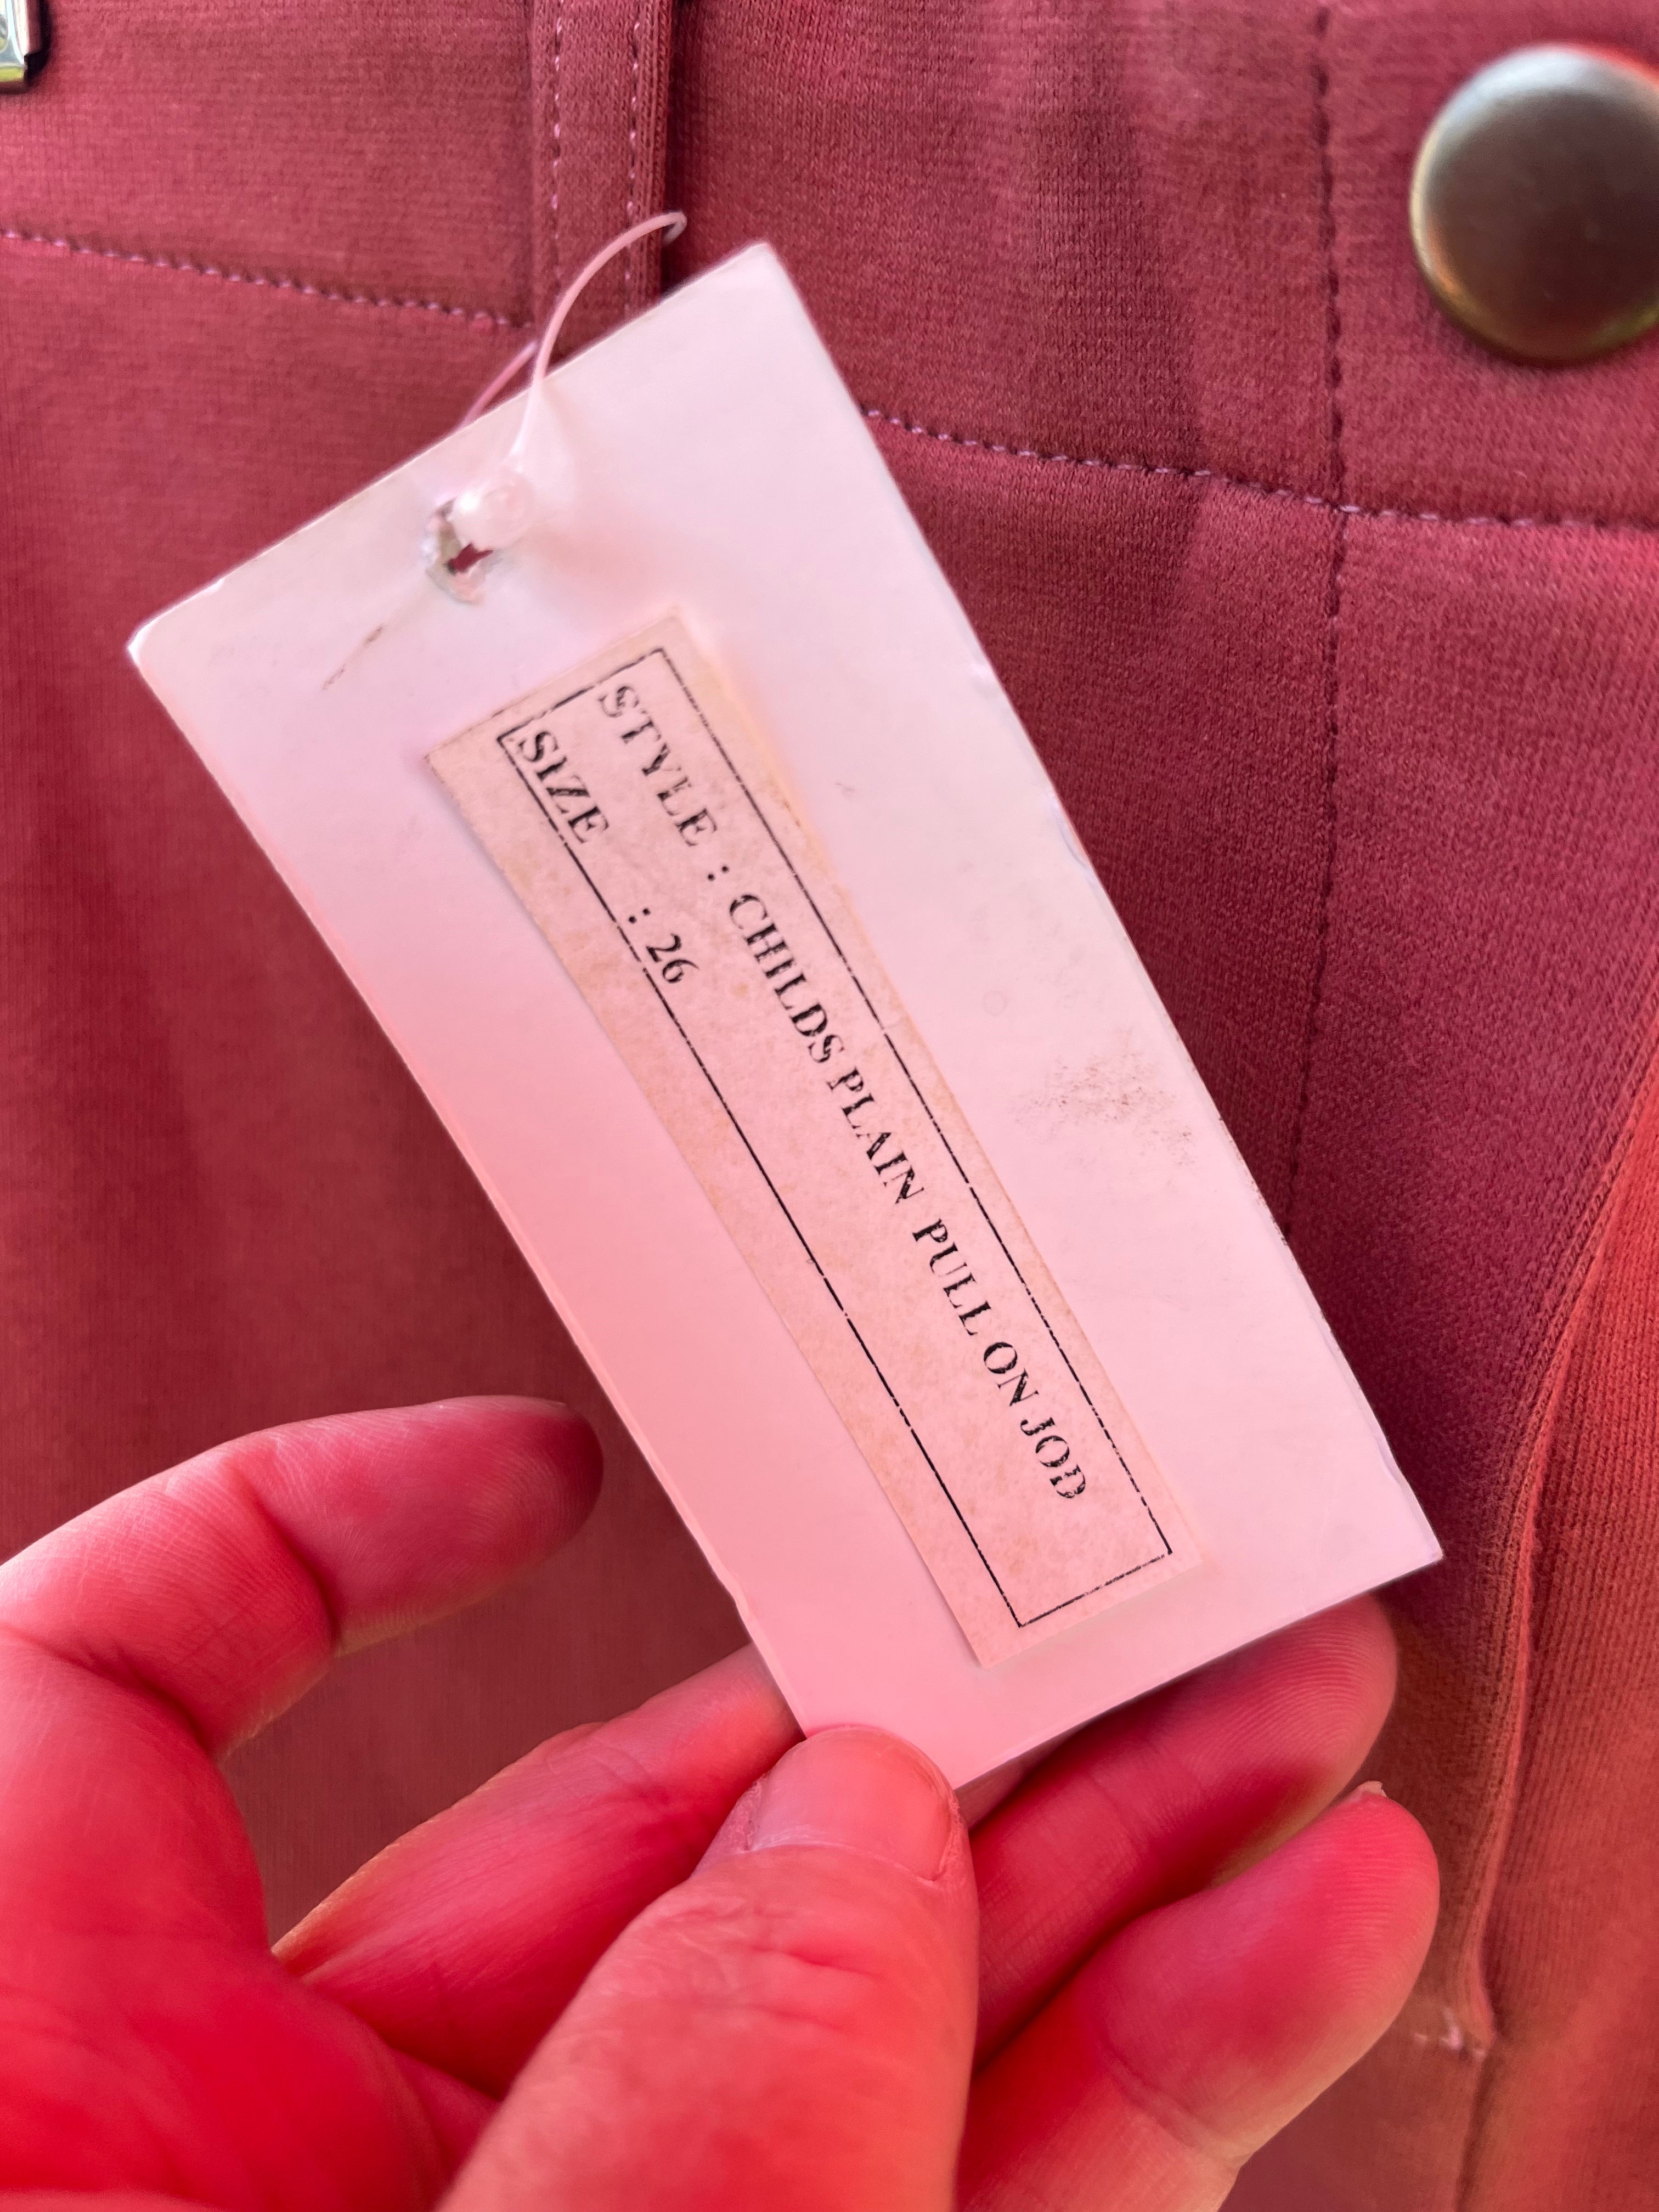 STYLE : CHILDS PLAIN PULL ON JOD
SIZE : 26